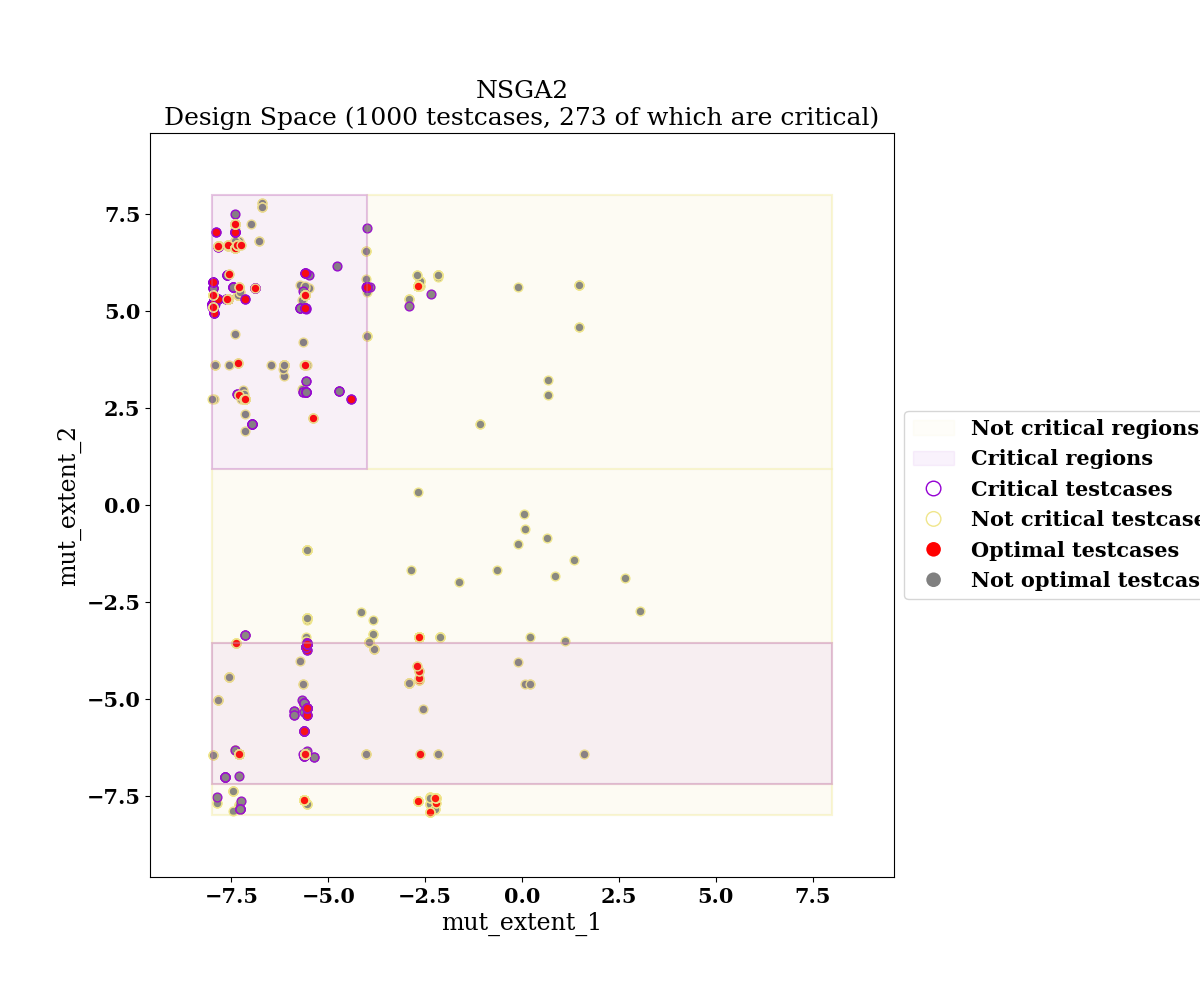 NSGA2
Design Space (1000 testcases, 273 of which are critical)
7.5
5.0
2.5
0.0
−2.5
−5.0
−7.5
mut_extent_2
−7.5 −5.0 −2.5 0.0 2.5 5.0 7.5
mut_extent_1
Not critical regions
Critical regions
Critical testcases
Not critical testcase
Optimal testcases
Not optimal testcas